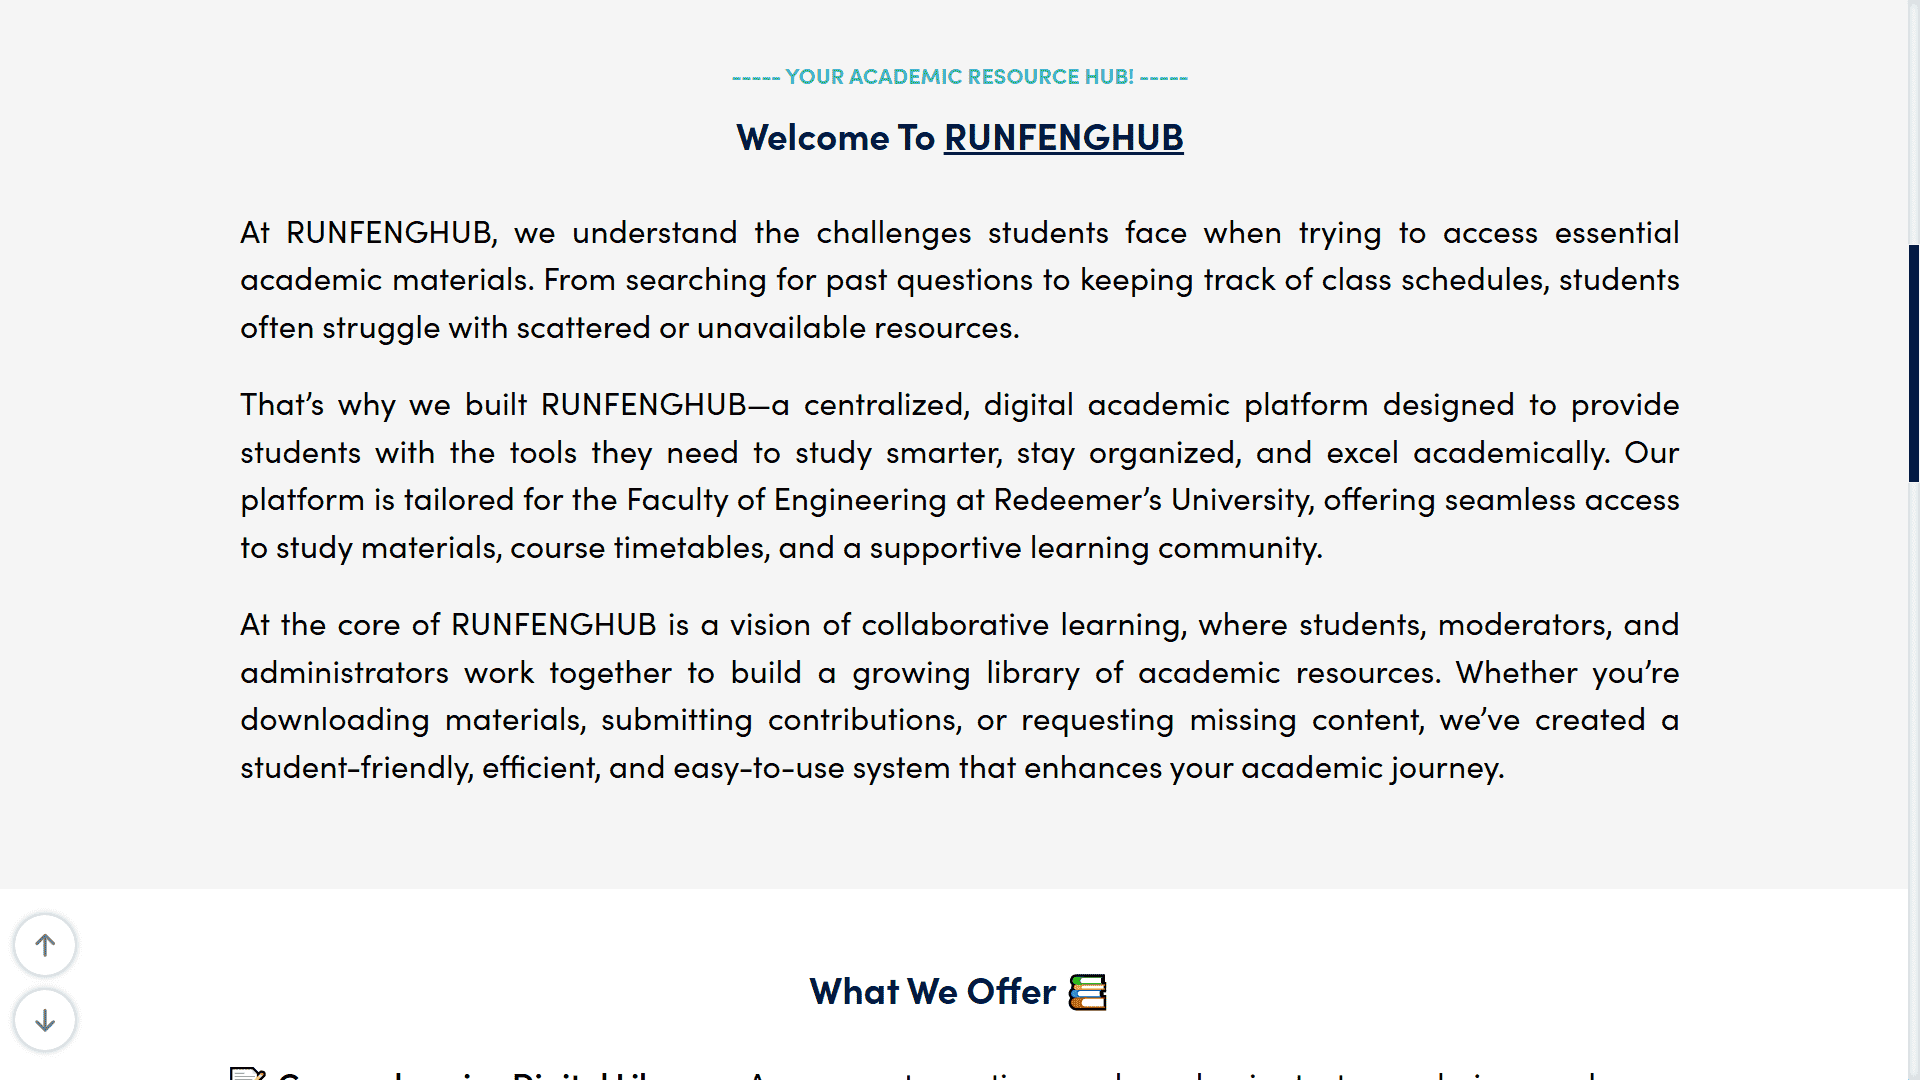 ----- YOUR ACADEMIC RESOURCE HUB! -----
Welcome To RUNFENGHUB
At RUNFENGHUB, we understand the challenges students face when trying to access essential
academic materials. From searching for past questions to keeping track of class schedules, students
often struggle with scattered or unavailable resources.
That’s why we built RUNFENGHUB—a centralized, digital academic platform designed to provide
students with the tools they need to study smarter, stay organized, and excel academically. Our
platform is tailored for the Faculty of Engineering at Redeemer’s University, offering seamless access
to study materials, course timetables, and a supportive learning community.
At the core of RUNFENGHUB is a vision of collaborative learning, where students, moderators, and
administrators work together to build a growing library of academic resources. Whether you’re
downloading materials, submitting contributions, or requesting missing content, we’ve created a
student-friendly, efficient, and easy-to-use system that enhances your academic journey.
What We Offer